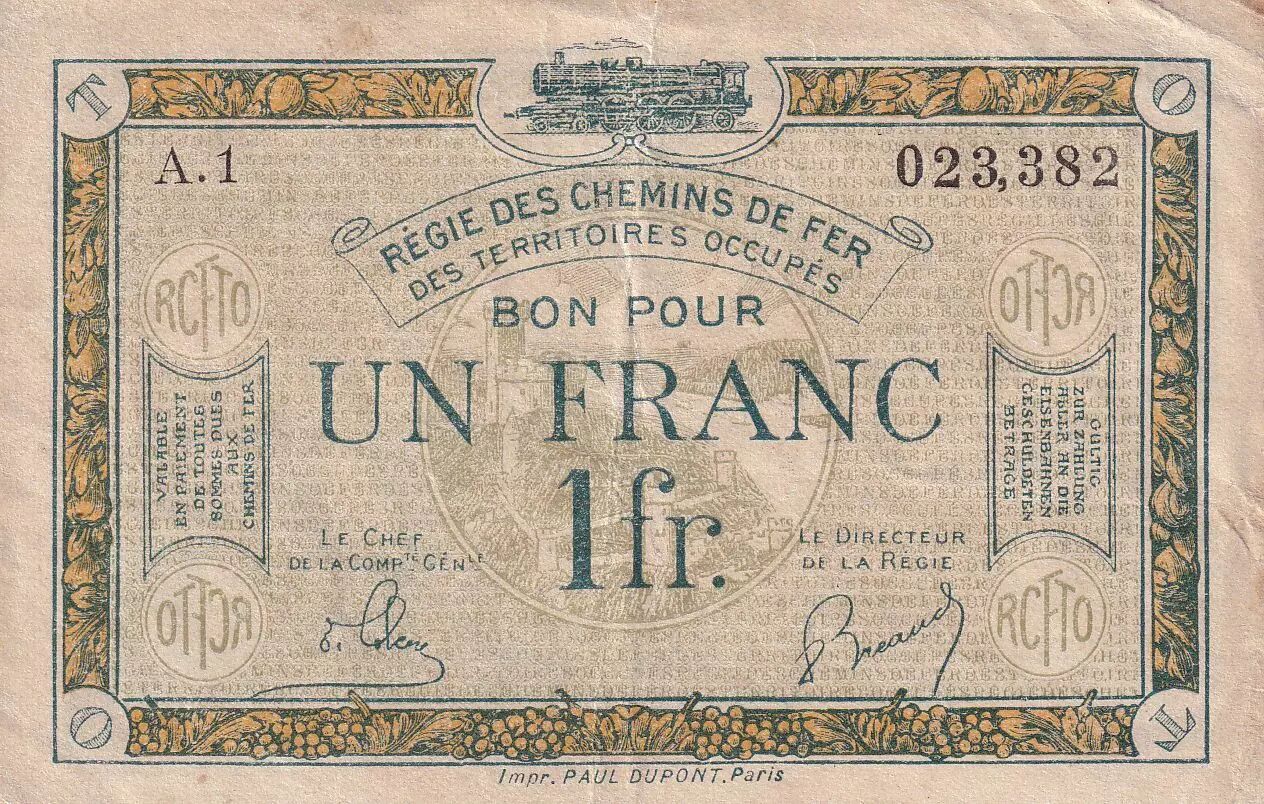 T
O
A.1
023,382
RÉGIE DES CHEMINS DE FER
DES TERRITOIRES OCCUPÉS
RCFTO
RCFTO
BON POUR
UN FRANC
1fr.
VALABLE
EN PAIEMENT
DE TOUTES
SOMMES DUES
AUX
CHEMINS DE FER
GÜLTIG
ZUR ZAHLUNG
ALLER AN DIE
EISENBAHNEN
GESCHULDETEN
BETRAGE
LE CHEF
DE LA COMPTÉ GÉNLE
LE DIRECTEUR
DE LA RÉGIE
RCFTO
RCFTO
O
T
Impr. PAUL DUPONT. Paris